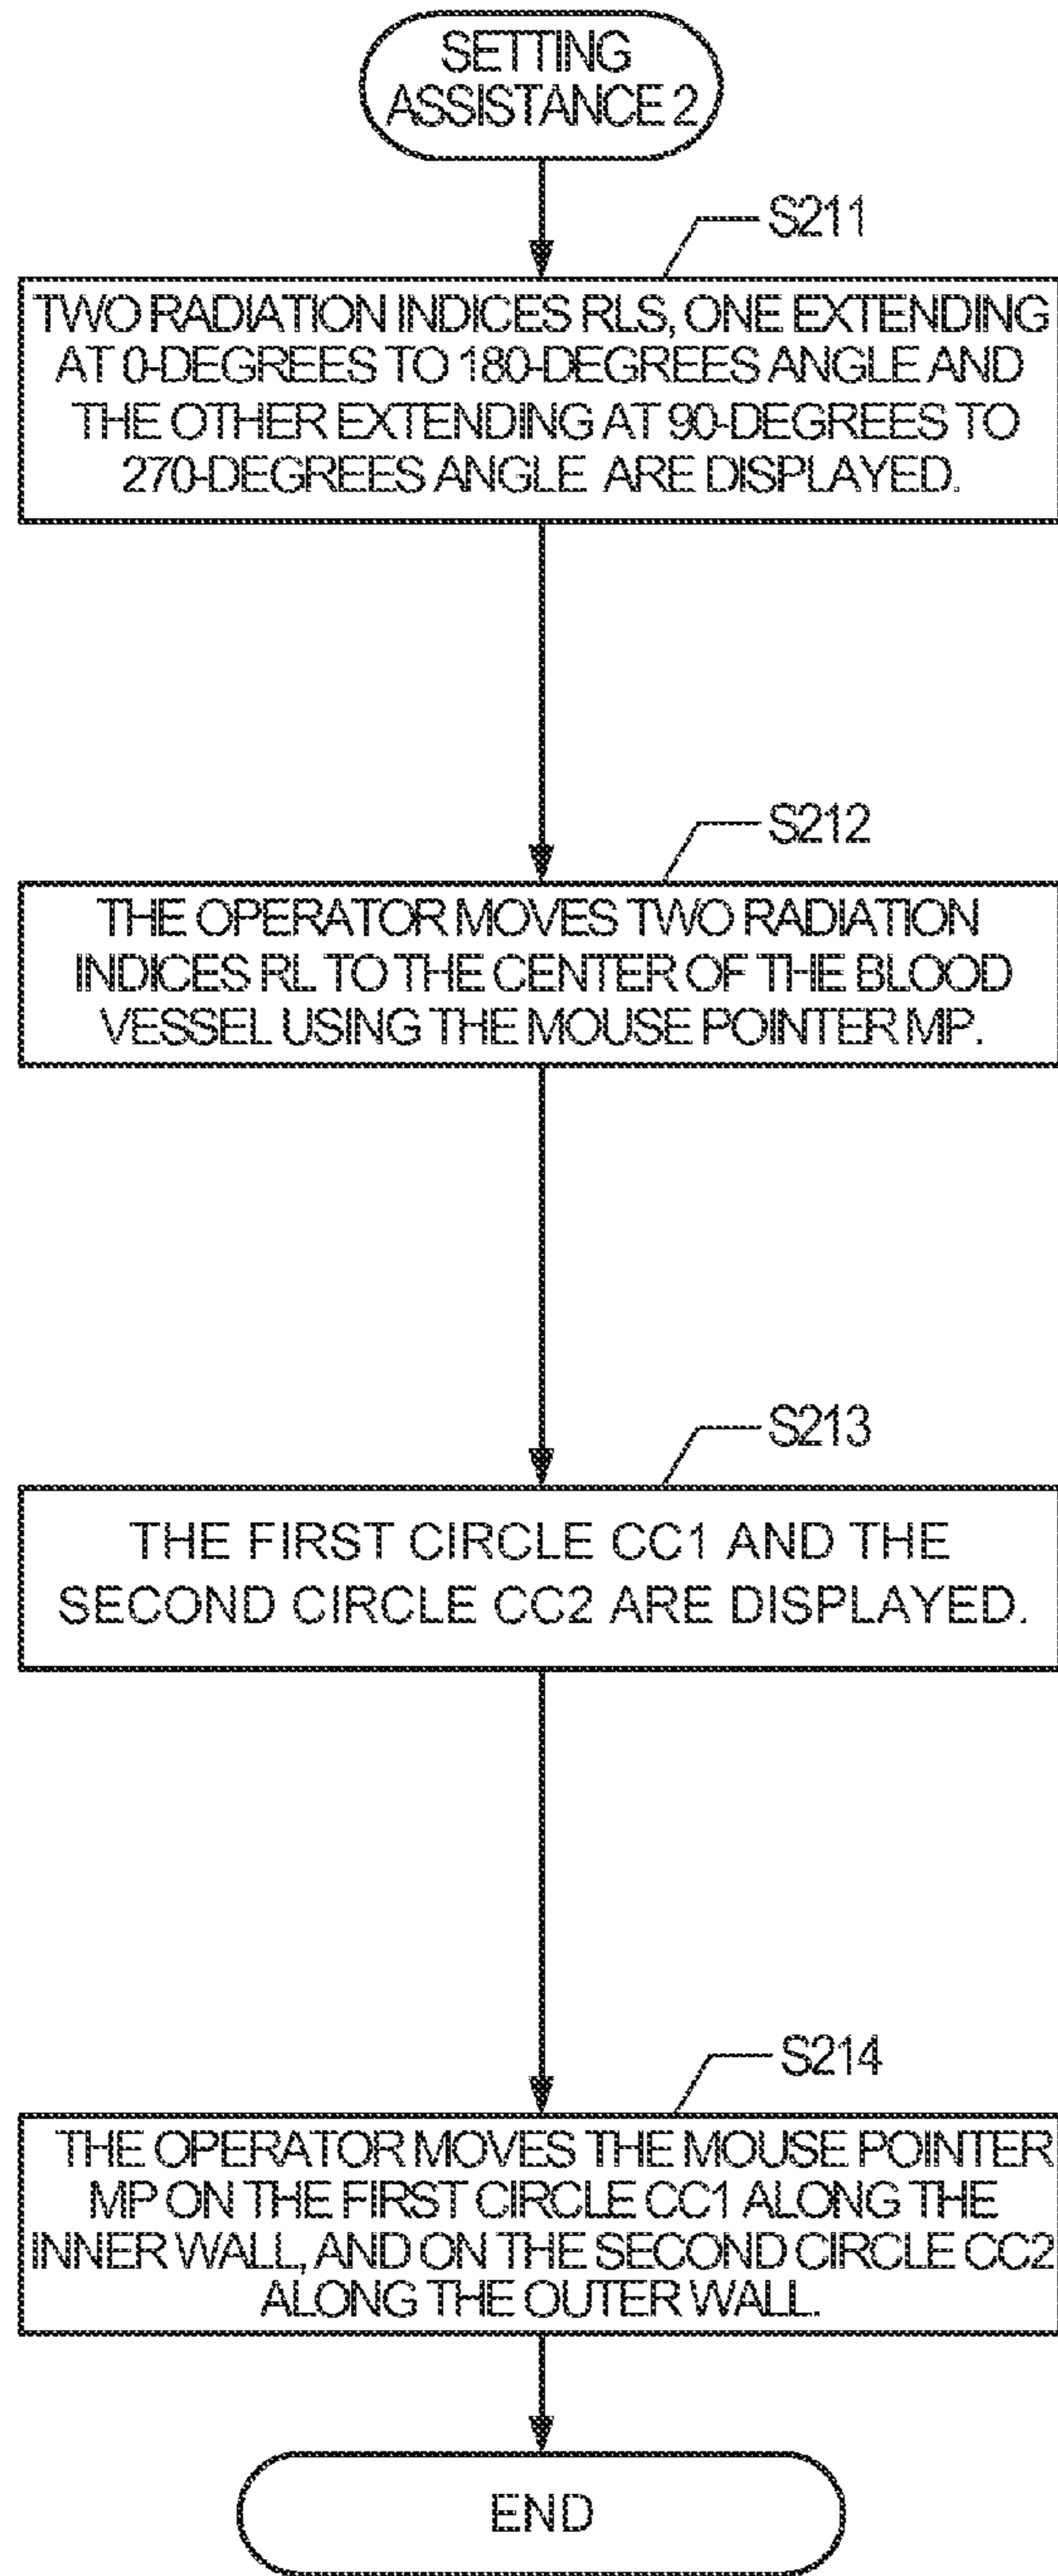 SETTING
ASSISTANCE 2
S211
TWO RADIATION INDICES RLS, ONE EXTENDING
AT 0-DEGREES TO 180-DEGREES ANGLE AND
THE OTHER EXTENDING AT 90-DEGREES TO
270-DEGREES ANGLE ARE DISPLAYED.
S212
THE OPERATOR MOVES TWO RADIATION
INDICES RL TO THE CENTER OF THE BLOOD
VESSEL USING THE MOUSE POINTER MP.
S213
THE FIRST CIRCLE CC1 AND THE
SECOND CIRCLE CC2 ARE DISPLAYED.
S214
THE OPERATOR MOVES THE MOUSE POINTER
MP ON THE FIRST CIRCLE CC1 ALONG THE
INNER WALL, AND ON THE SECOND CIRCLE CC2
ALONG THE OUTER WALL.
END